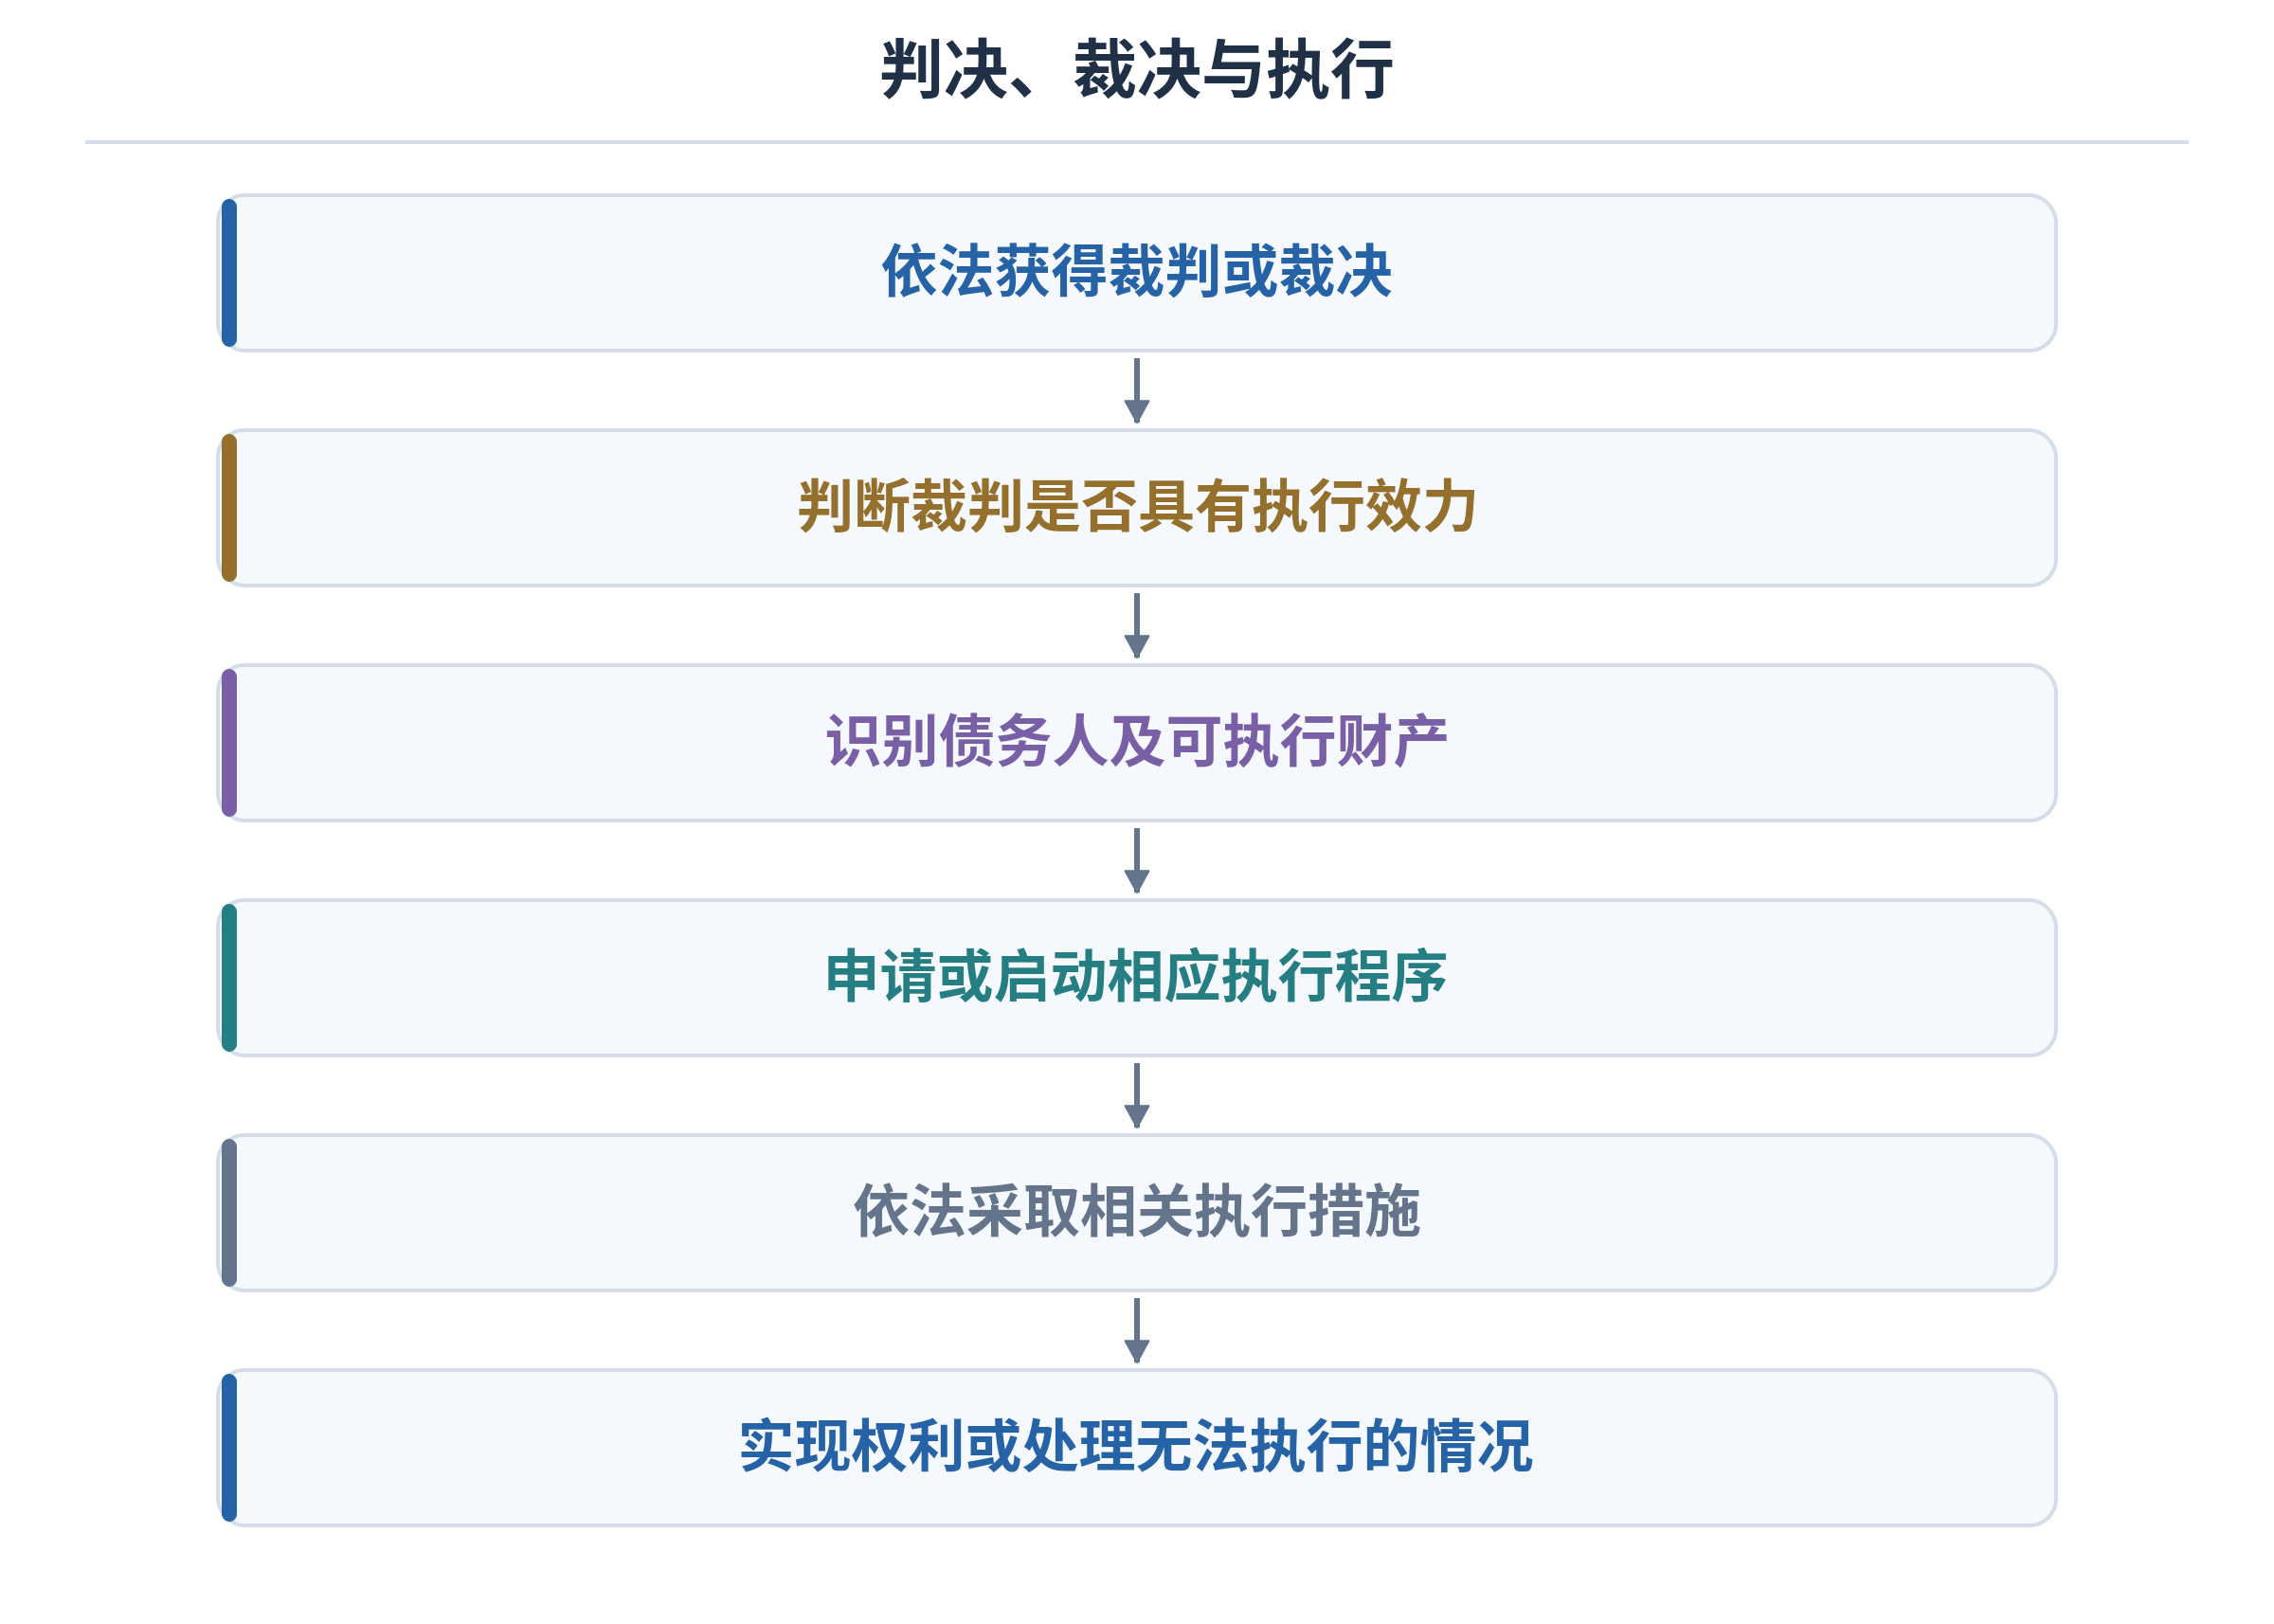 判决、裁决与执行
依法获得裁判或裁决
判断裁判是否具有执行效力
识别债务人及可执行财产
申请或启动相应执行程序
依法采取相关执行措施
实现权利或处理无法执行的情况